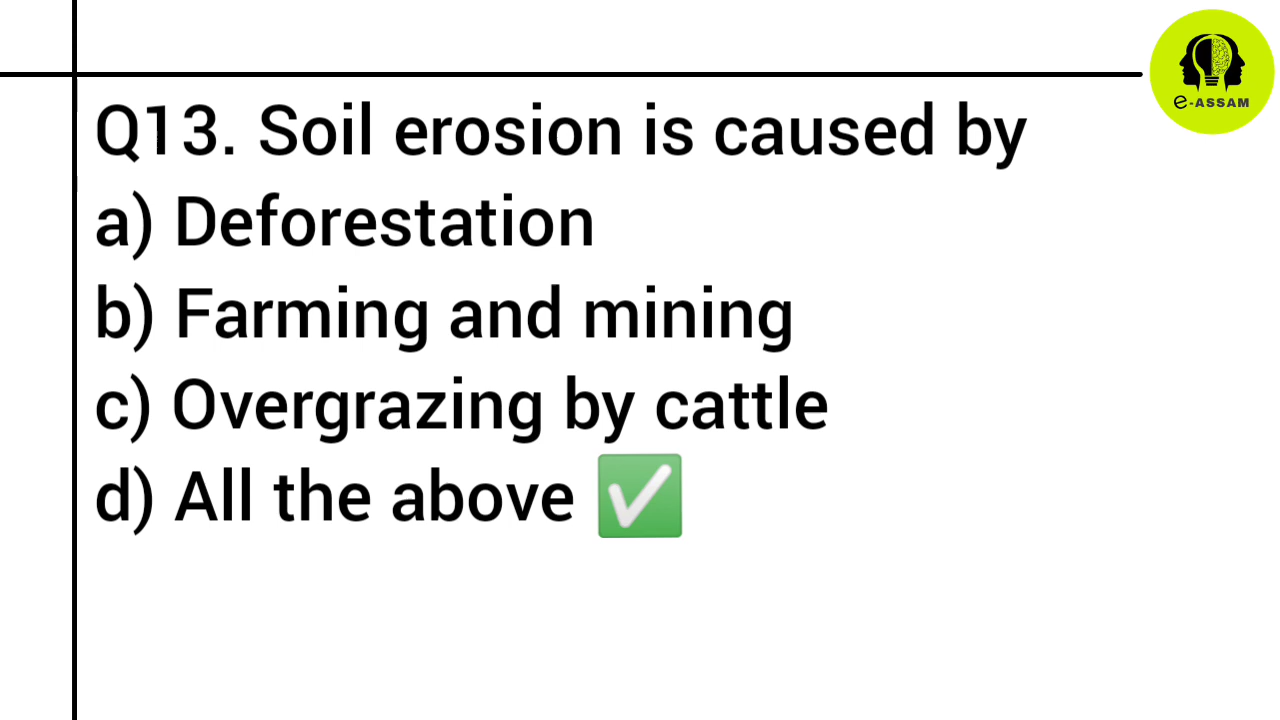 e-ASSAM
Q13. Soil erosion is caused by
a) Deforestation
b) Farming and mining
c) Overgrazing by cattle
d) All the above ✅